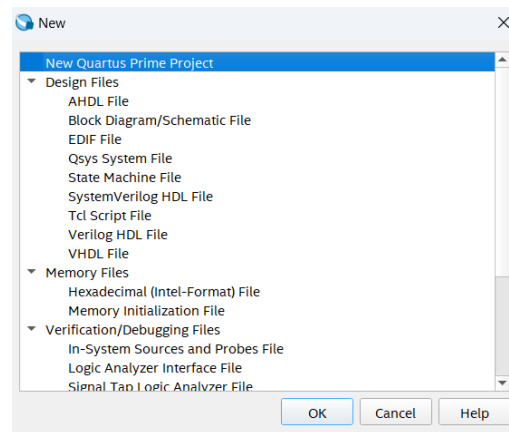 New
New Quartus Prime Project
Design Files
AHDL File
Block Diagram/Schematic File
EDIF File
Qsys System File
State Machine File
SystemVerilog HDL File
Tcl Script File
Verilog HDL File
VHDL File
Memory Files
Hexadecimal (Intel-Format) File
Memory Initialization File
Verification/Debugging Files
In-System Sources and Probes File
Logic Analyzer Interface File
Signal Tap Logic Analyzer File
OK Cancel Help